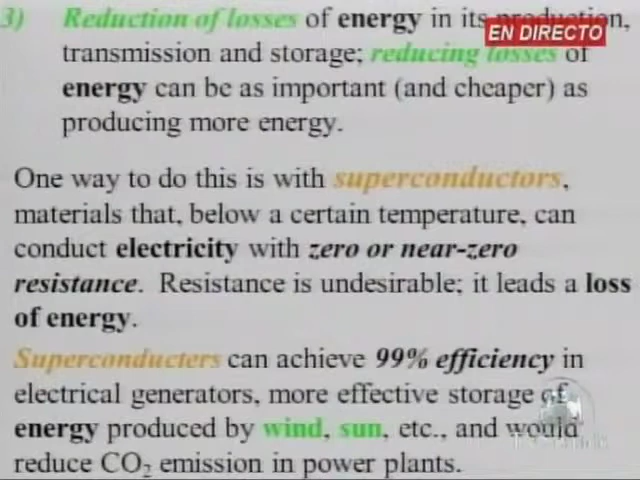 3) Reduction of losses of energy in its production,
EN DIRECTO
transmission and storage; reducing losses of
energy can be as important (and cheaper) as
producing more energy.
One way to do this is with superconductors,
materials that, below a certain temperature, can
conduct electricity with zero or near-zero
resistance. Resistance is undesirable; it leads a loss
of energy.
Superconducters can achieve 99% efficiency in
electrical generators, more effective storage of
energy produced by wind, sun, etc., and would
reduce CO2 emission in power plants.